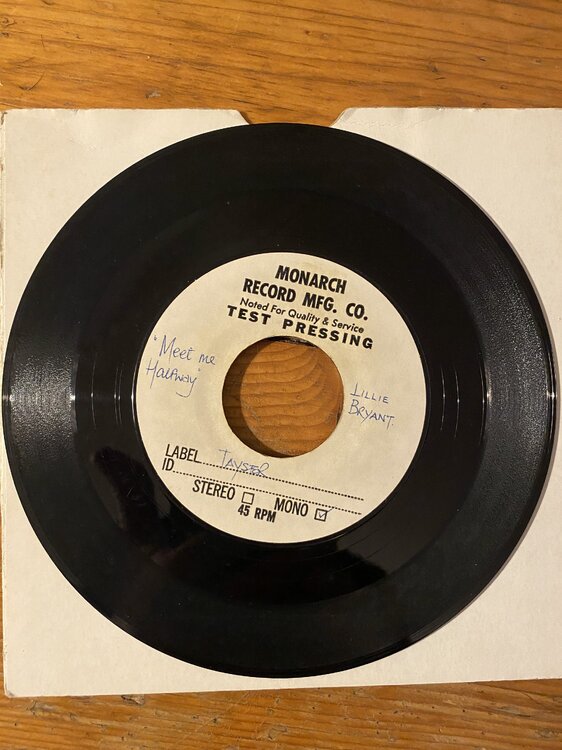 MONARCH
RECORD MFG. CO.
Noted For Quality & Service
TEST PRESSING
"Meet me
Halfway"
LILLIE
BRYANT.
LABEL TAYSTER
ID
STEREO MONO
45 RPM